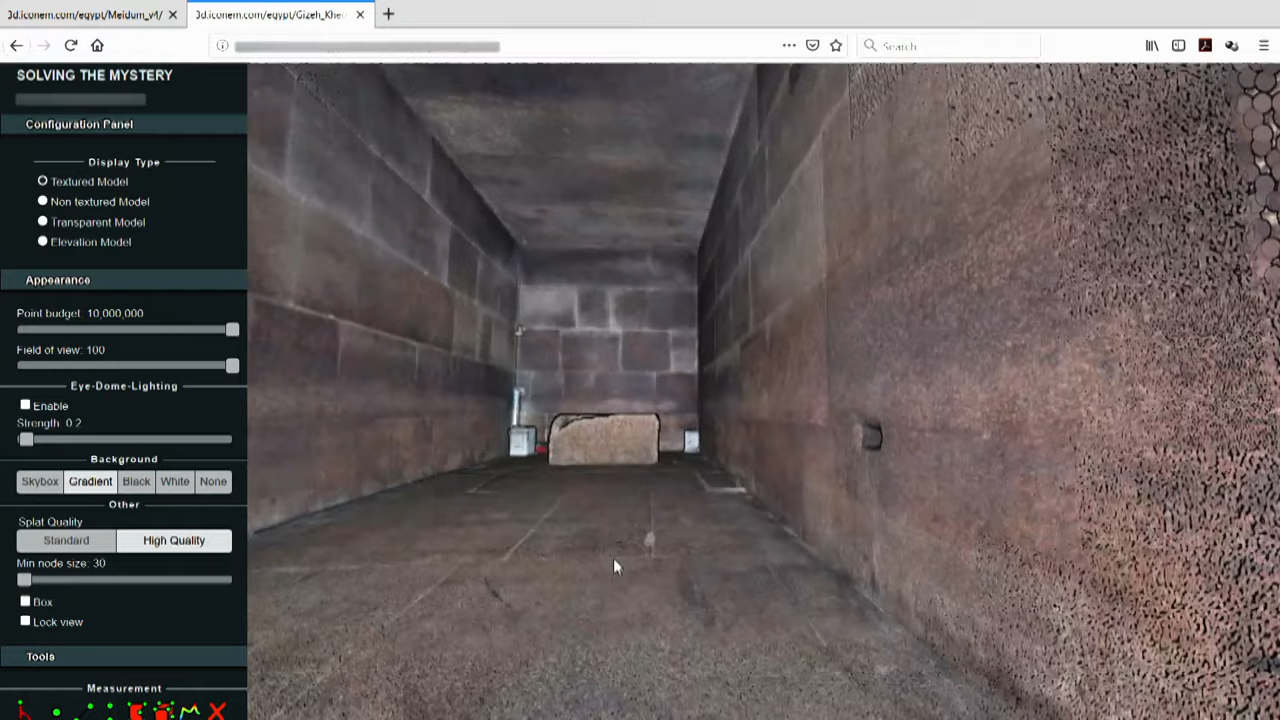 3d.iconem.com/egypt/Meidum_v4/
3d.iconem.com/egypt/Gizeh_Kheo
Search
SOLVING THE MYSTERY
Configuration Panel
Display Type
Textured Model
Non textured Model
Transparent Model
Elevation Model
Appearance
Point budget: 10,000,000
Field of view: 100
Eye-Dome-Lighting
Enable
Strength: 0.2
Background
Skybox Gradient Black White None
Other
Splat Quality
Standard High Quality
Min node size: 30
Box
Lock view
Tools
Measurement